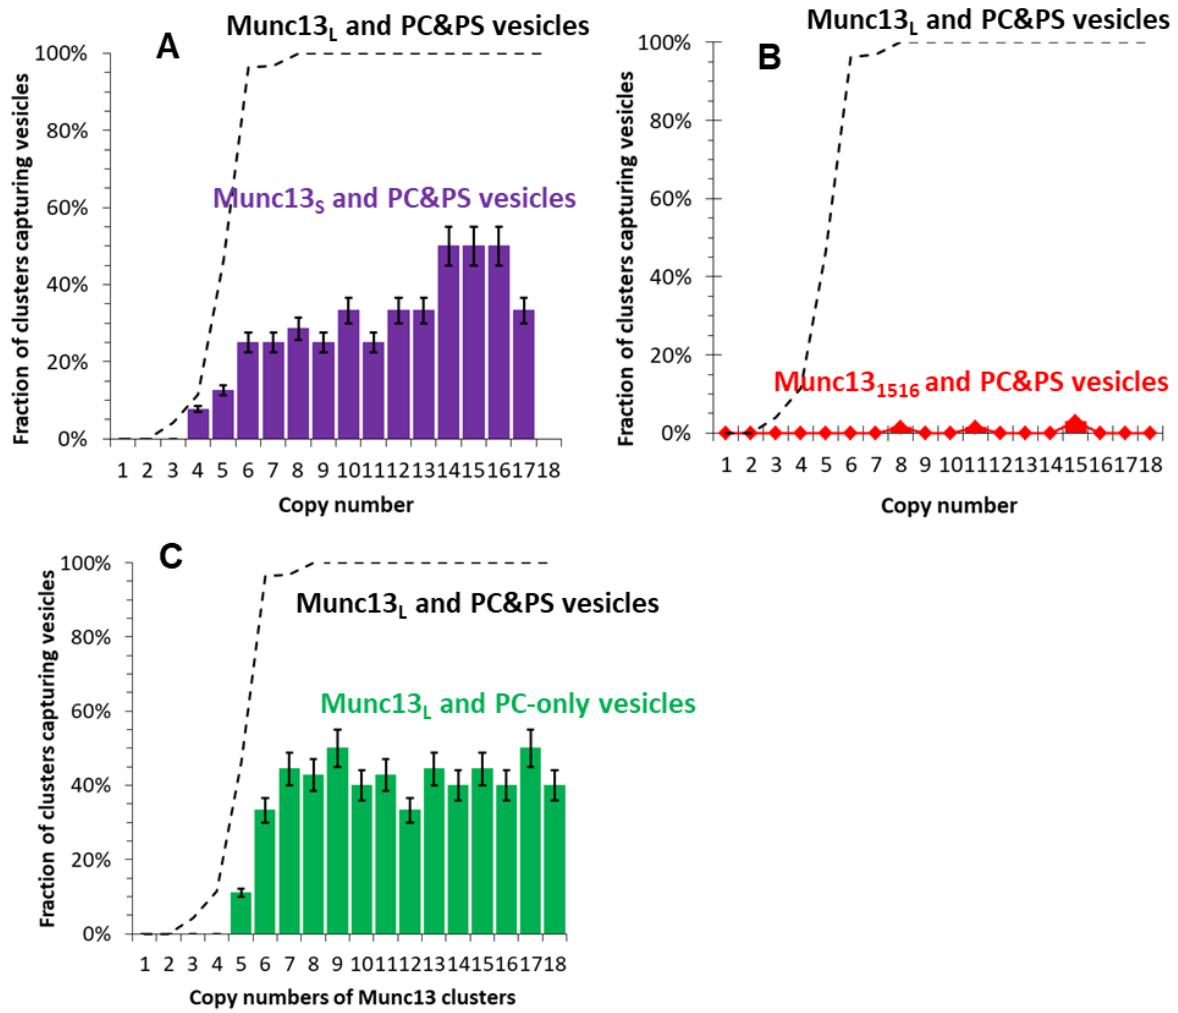 A
Munc13L and PC&PS vesicles
100%
80%
60%
40%
20%
0%
Fraction of clusters capturing vesicles
Munc13S and PC&PS vesicles
1 2 3 4 5 6 7 8 9 10 11 12 13 14 15 16 17 18
Copy number
B
Munc13L and PC&PS vesicles
100%
80%
60%
40%
20%
0%
Fraction of clusters capturing vesicles
Munc131516 and PC&PS vesicles
1 2 3 4 5 6 7 8 9 10 11 12 13 14 15 16 17 18
Copy number
C
100%
80%
60%
40%
20%
0%
Fraction of clusters capturing vesicles
Munc13L and PC&PS vesicles
Munc13L and PC-only vesicles
1 2 3 4 5 6 7 8 9 10 11 12 13 14 15 16 17 18
Copy numbers of Munc13 clusters